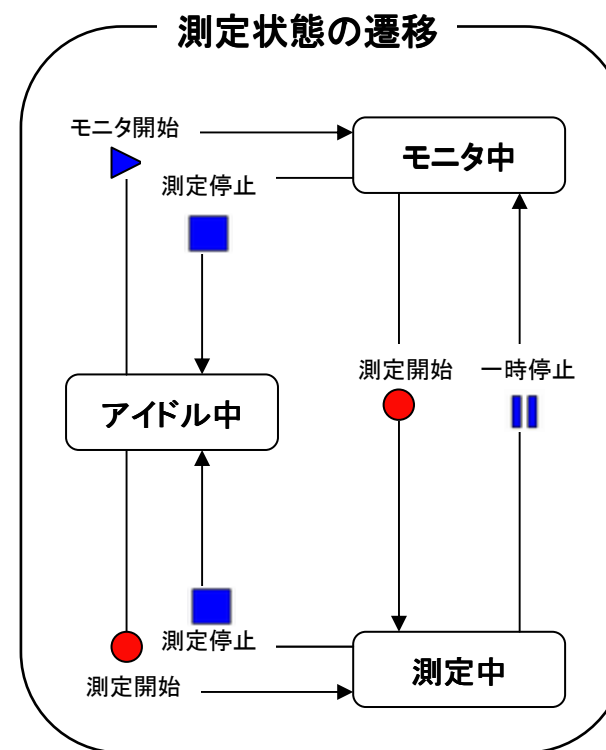 測定状態の遷移
モニタ開始
モニタ中
測定停止
測定開始
一時停止
アイドル中
測定停止
測定中
測定開始